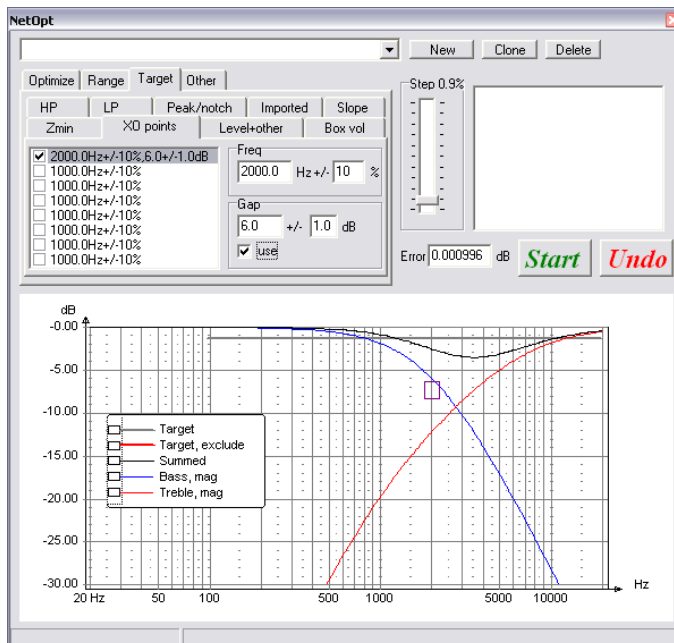 NetOpt
New Clone Delete
Optimize Range Target Other
Step 0.9%
HP LP Peak/notch Imported Slope
Zmin XO points Level+other Box vol
2000.0Hz+/-10%,6.0+/-1.0dB
1000.0Hz+/-10%
1000.0Hz+/-10%
1000.0Hz+/-10%
1000.0Hz+/-10%
1000.0Hz+/-10%
1000.0Hz+/-10%
1000.0Hz+/-10%
Freq
2000.0 Hz +/- 10 %
Gap
6.0 +/- 1.0 dB
use
Error 0.000996 dB Start Undo
dB
-0.00
-5.00
-10.00
-15.00
-20.00
-25.00
-30.00
Target
Target, exclude
Summed
Bass, mag
Treble, mag
20 Hz 50 100 500 1000 5000 10000 Hz